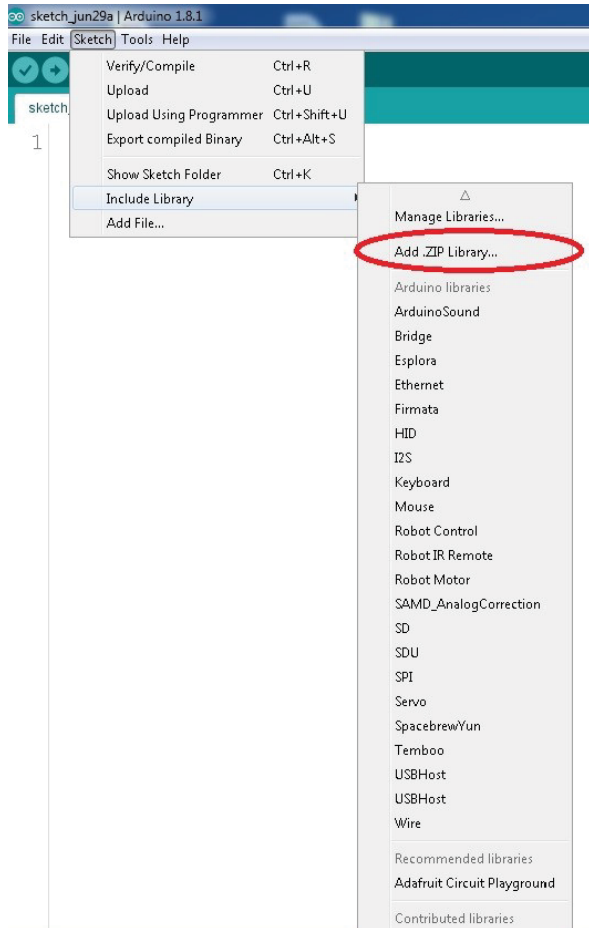 sketch_jun29a | Arduino 1.8.1
File Edit Sketch Tools Help
sketch_
1
Verify/Compile Ctrl+R
Upload Ctrl+U
Upload Using Programmer Ctrl+Shift+U
Export compiled Binary Ctrl+Alt+S
Show Sketch Folder Ctrl+K
Include Library
Add File...
Manage Libraries...
Add .ZIP Library...
Arduino libraries
ArduinoSound
Bridge
Esplora
Ethernet
Firmata
HID
I2S
Keyboard
Mouse
Robot Control
Robot IR Remote
Robot Motor
SAMD_AnalogCorrection
SD
SDU
SPI
Servo
SpacebrewYun
Temboo
USBHost
USBHost
Wire
Recommended libraries
Adafruit Circuit Playground
Contributed libraries